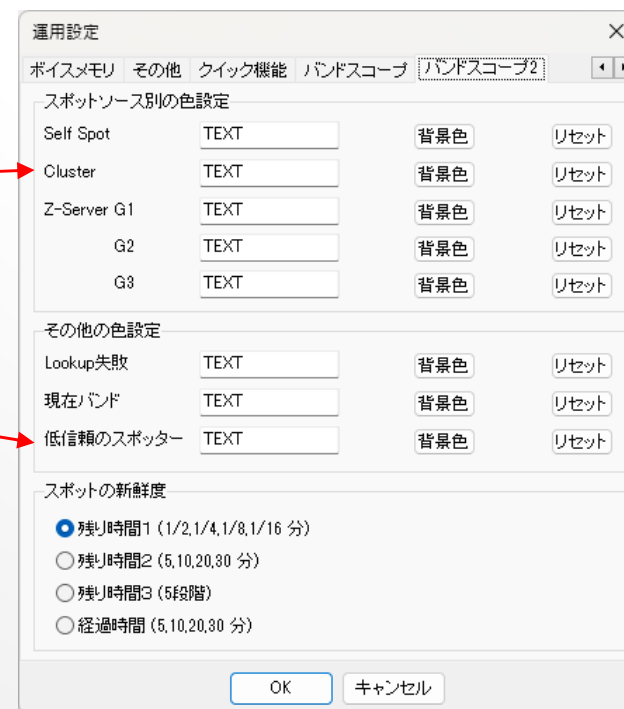 運用設定
ボイスメモリ その他 クイック機能 バンドスコープ バンドスコープ2
スポットソース別の色設定
Self Spot TEXT 背景色 リセット
Cluster TEXT 背景色 リセット
Z-Server G1 TEXT 背景色 リセット
G2 TEXT 背景色 リセット
G3 TEXT 背景色 リセット
その他の色設定
Lookup失敗 TEXT 背景色 リセット
現在バンド TEXT 背景色 リセット
低信頼のスポッター TEXT 背景色 リセット
スポットの新鮮度
残り時間1 (1/2,1/4,1/8,1/16 分)
残り時間2 (5,10,20,30 分)
残り時間3 (5段階)
経過時間 (5,10,20,30 分)
OK キャンセル